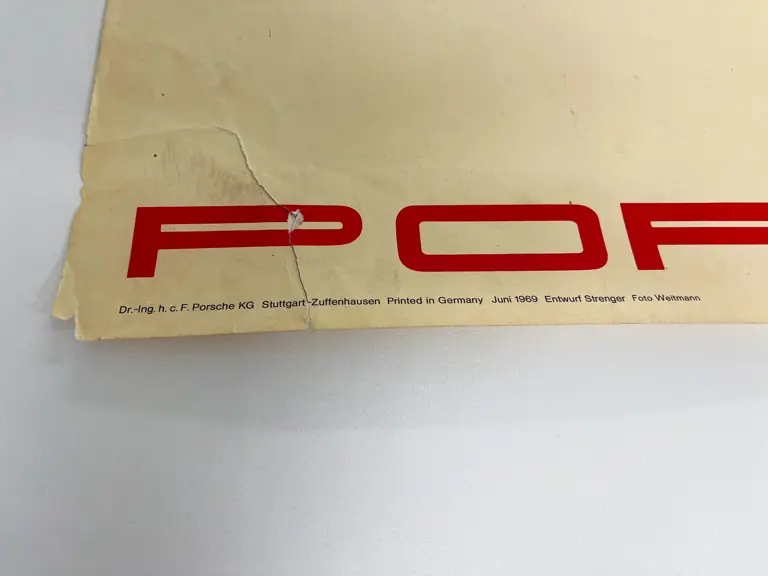 POR
Dr.-Ing. h. c. F. Porsche KG Stuttgart-Zuffenhausen Printed in Germany Juni 1969 Entwurf Strenger Foto Weitmann